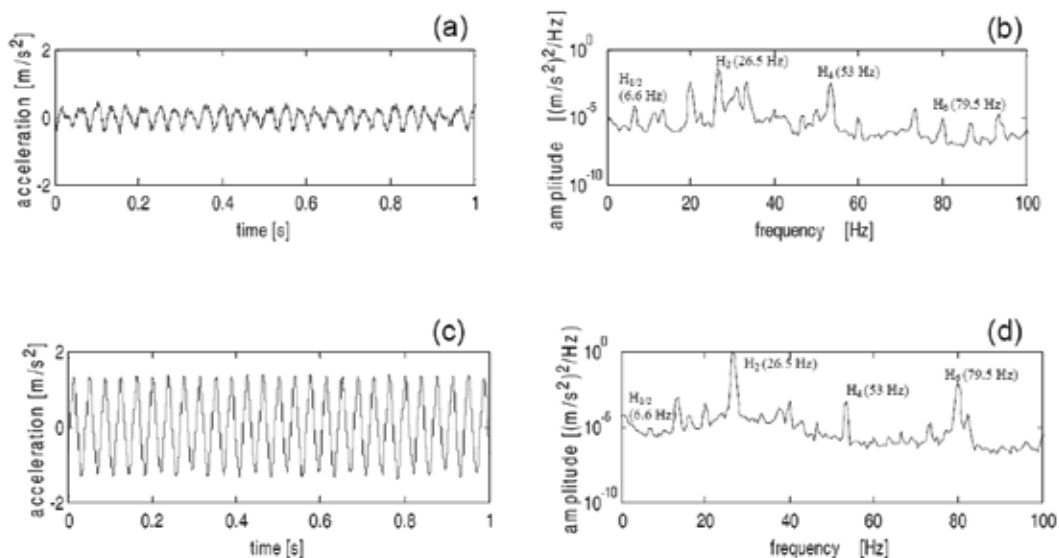 (a)
acceleration [m/s²]
2
0
-2
0 0.2 0.4 0.6 0.8 1
time [s]
(b)
amplitude [(m/s²)²/Hz]
10⁰
10⁻⁵
10⁻¹⁰
H₁/₂
(6.6 Hz)
H₂ (26.5 Hz)
H₄ (53 Hz)
H₆ (79.5 Hz)
0 20 40 60 80 100
frequency [Hz]
(c)
acceleration [m/s²]
2
0
-2
0 0.2 0.4 0.6 0.8 1
time [s]
(d)
amplitude [(m/s²)²/Hz]
10⁰
10⁻⁵
10⁻¹⁰
H₁/₂
(6.6 Hz)
H₂ (26.5 Hz)
H₄ (53 Hz)
H₆ (79.5 Hz)
0 20 40 60 80 100
frequency [Hz]